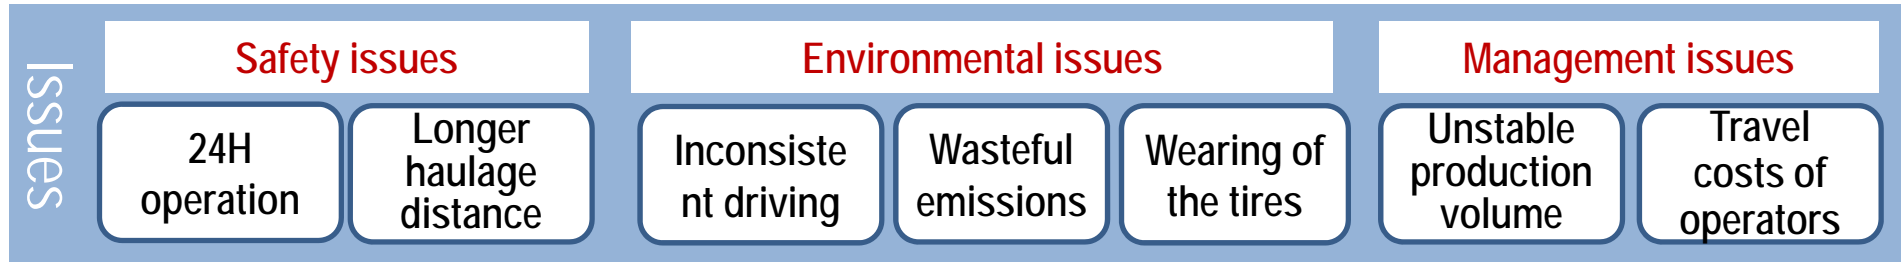 Issues
Safety issues
24H
operation
Longer
haulage
distance
Environmental issues
Inconsiste
nt driving
Wasteful
emissions
Wearing of
the tires
Management issues
Unstable
production
volume
Travel
costs of
operators